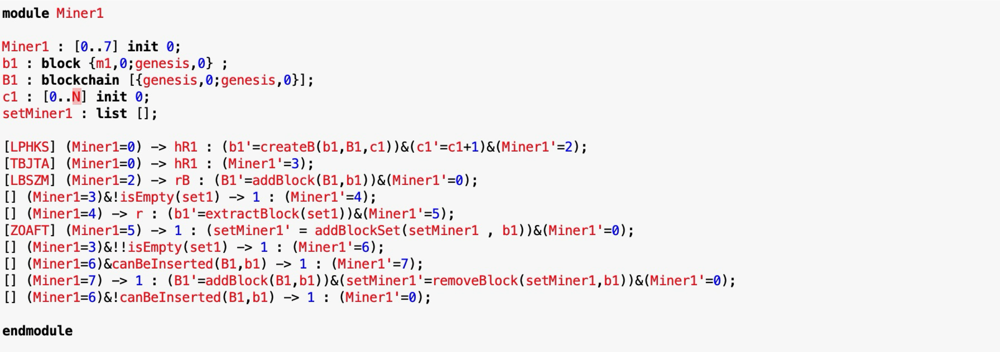 module Miner1
Miner1 : [0..7] init 0;
b1 : block {m1,0;genesis,0} ;
B1 : blockchain [{genesis,0;genesis,0}];
c1 : [0..N] init 0;
setMiner1 : list [];
[LPHKS] (Miner1=0) -> hR1 : (b1'=createB(b1,B1,c1))&(c1'=c1+1)&(Miner1'=2);
[TBJTA] (Miner1=0) -> hR1 : (Miner1'=3);
[LBSZM] (Miner1=2) -> rB : (B1'=addBlock(B1,b1))&(Miner1'=0);
[] (Miner1=3)&!isEmpty(set1) -> 1 : (Miner1'=4);
[] (Miner1=4) -> r : (b1'=extractBlock(set1))&(Miner1'=5);
[ZOAFT] (Miner1=5) -> 1 : (setMiner1' = addBlockSet(setMiner1 , b1))&(Miner1'=0);
[] (Miner1=3)&!!isEmpty(set1) -> 1 : (Miner1'=6);
[] (Miner1=6)&canBeInserted(B1,b1) -> 1 : (Miner1'=7);
[] (Miner1=7) -> 1 : (B1'=addBlock(B1,b1))&(setMiner1'=removeBlock(setMiner1,b1))&(Miner1'=0);
[] (Miner1=6)&!canBeInserted(B1,b1) -> 1 : (Miner1'=0);
endmodule